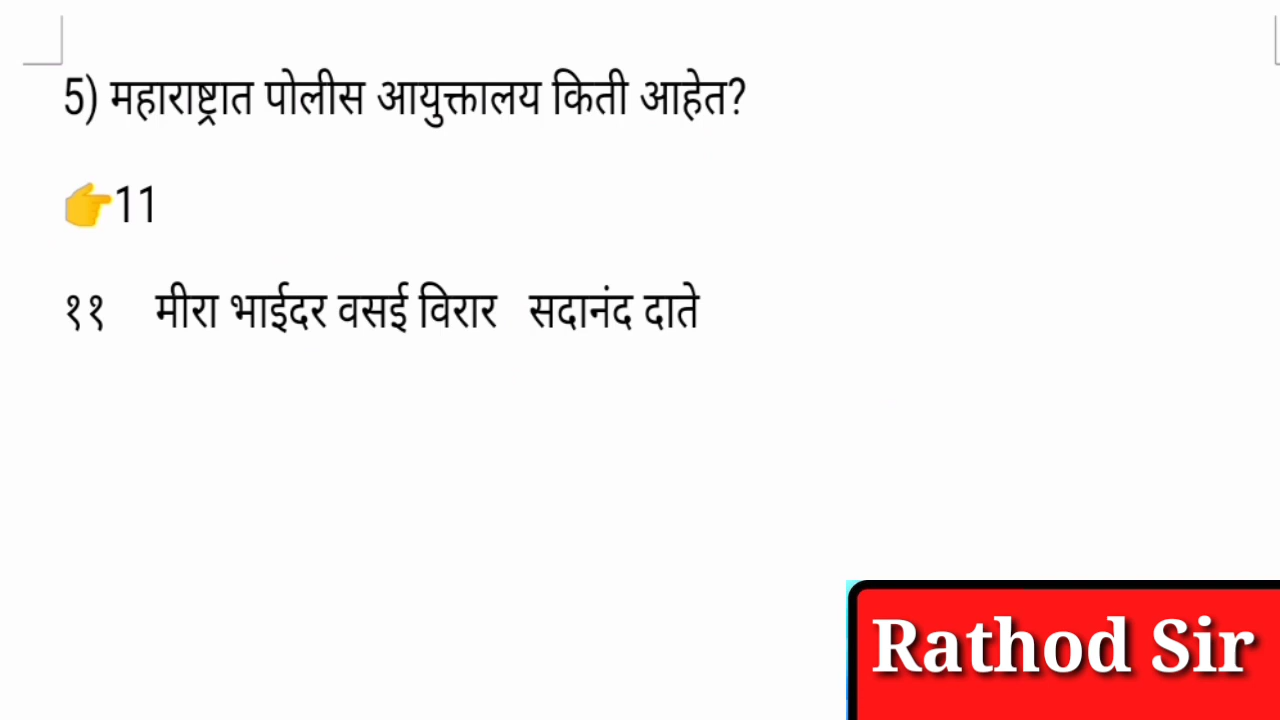 5) महाराष्ट्रात पोलीस आयुक्तालय किती आहेत?
👉11
११ मीरा भाईदर वसई विरार सदानंद दाते
Rathod Sir